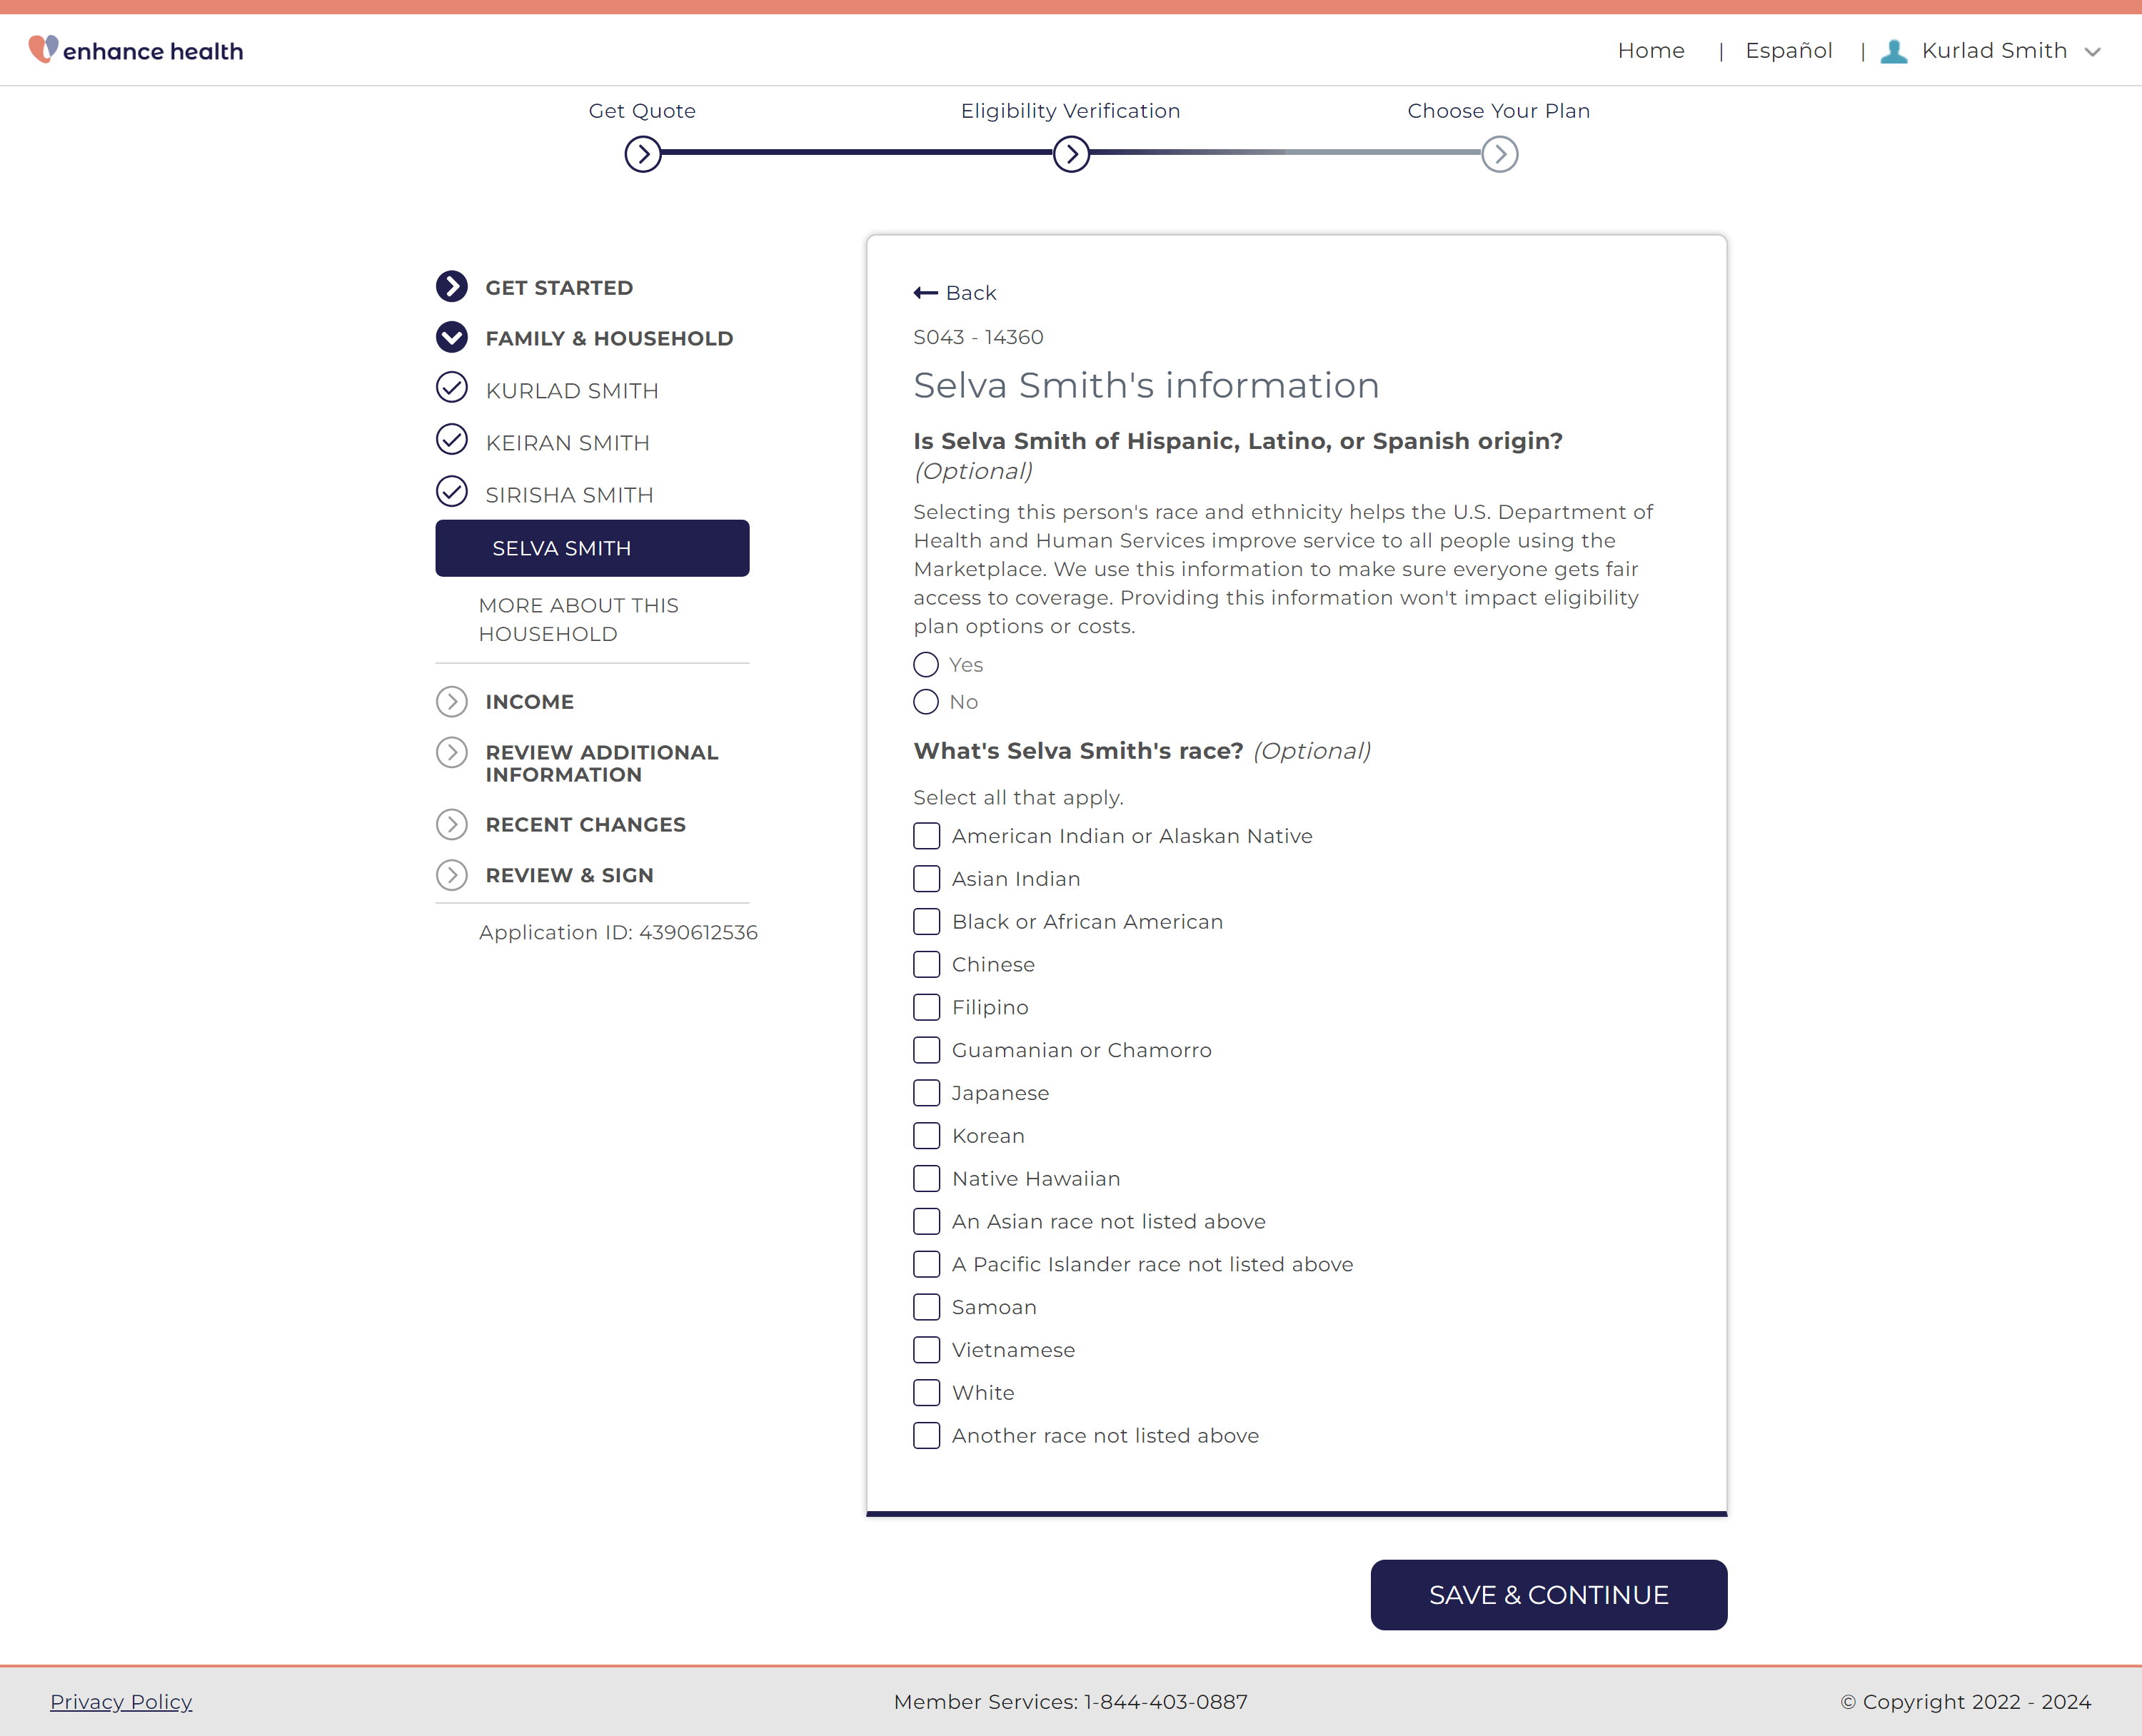 enhance health
Home | Español | Kurlad Smith
Get Quote
Eligibility Verification
Choose Your Plan
GET STARTED
FAMILY & HOUSEHOLD
KURLAD SMITH
KEIRAN SMITH
SIRISHA SMITH
SELVA SMITH
MORE ABOUT THIS
HOUSEHOLD
INCOME
REVIEW ADDITIONAL
INFORMATION
RECENT CHANGES
REVIEW & SIGN
Application ID: 4390612536
Back
S043 - 14360
Selva Smith's information
Is Selva Smith of Hispanic, Latino, or Spanish origin?
(Optional)
Selecting this person's race and ethnicity helps the U.S. Department of
Health and Human Services improve service to all people using the
Marketplace. We use this information to make sure everyone gets fair
access to coverage. Providing this information won't impact eligibility
plan options or costs.
Yes
No
What's Selva Smith's race? (Optional)
Select all that apply.
American Indian or Alaskan Native
Asian Indian
Black or African American
Chinese
Filipino
Guamanian or Chamorro
Japanese
Korean
Native Hawaiian
An Asian race not listed above
A Pacific Islander race not listed above
Samoan
Vietnamese
White
Another race not listed above
SAVE & CONTINUE
Privacy Policy
Member Services: 1-844-403-0887
© Copyright 2022 - 2024